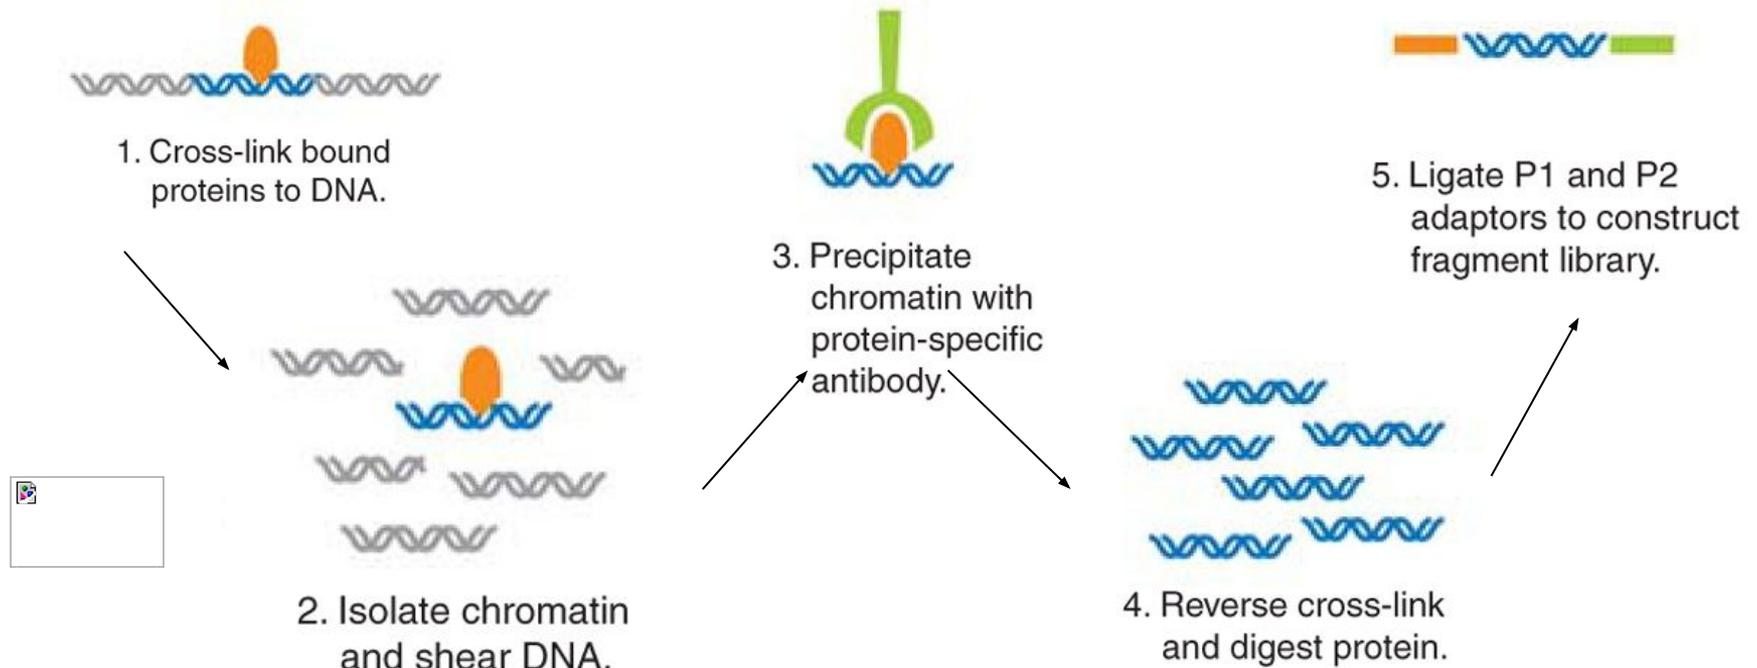 1. Cross-link bound
proteins to DNA.
2. Isolate chromatin
and shear DNA.
3. Precipitate
chromatin with
protein-specific
antibody.
4. Reverse cross-link
and digest protein.
5. Ligate P1 and P2
adaptors to construct
fragment library.